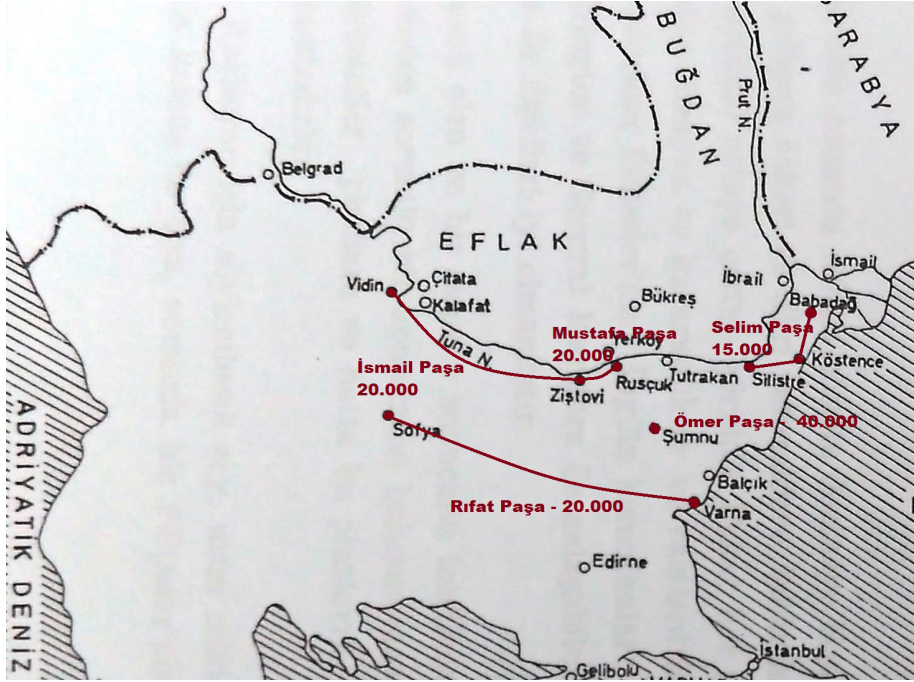 BUĞDAN
SARABYA
Prut N.
Belgrad
EFLAK
İsmail
İbrail
Çitata
Vidin
Kalafat
Bükreş
Babadağ
Mustafa Paşa
20.000
Selim Paşa
15.000
Tuna N.
Yerköy
Köstence
İsmail Paşa
20.000
Rusçuk
Tutrakan
Silistre
Ziştovi
Sofya
Ömer Paşa - 40.000
Şumnu
Balçık
Rıfat Paşa - 20.000
Varna
ADRİYATİK DENİZ
Edirne
İstanbul
Gelibolu